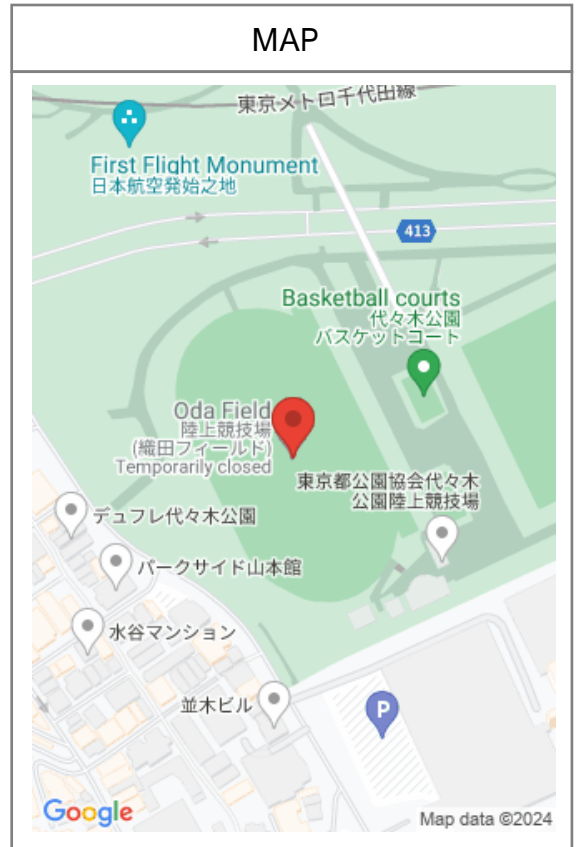 MAP
東京メトロ千代田線
First Flight Monument
日本航空発始之地
413
Basketball courts
代々木公園
バスケットコート
Oda Field
陸上競技場
(織田フィールド)
Temporarily closed
東京都公園協会代々木
公園陸上競技場
デュフレ代々木公園
パークサイド山本館
水谷マンション
並木ビル
P
Google
Map data ©2024